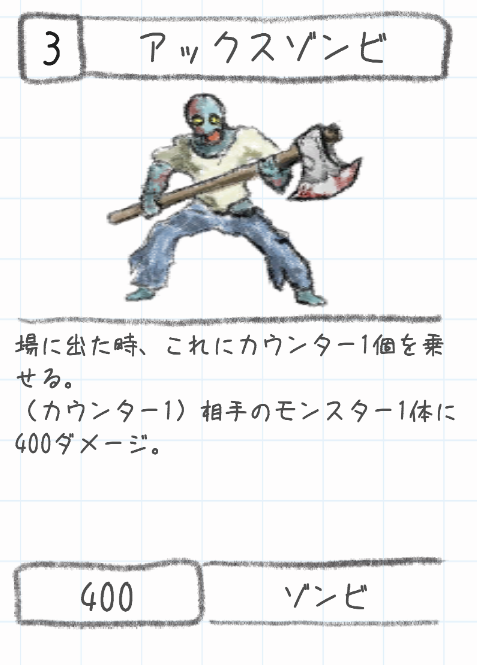 3
アックスゾンビ
場に出た時、これにカウンター1個を乗
せる。
（カウンター1）相手のモンスター1体に
400ダメージ。
400
ゾンビ